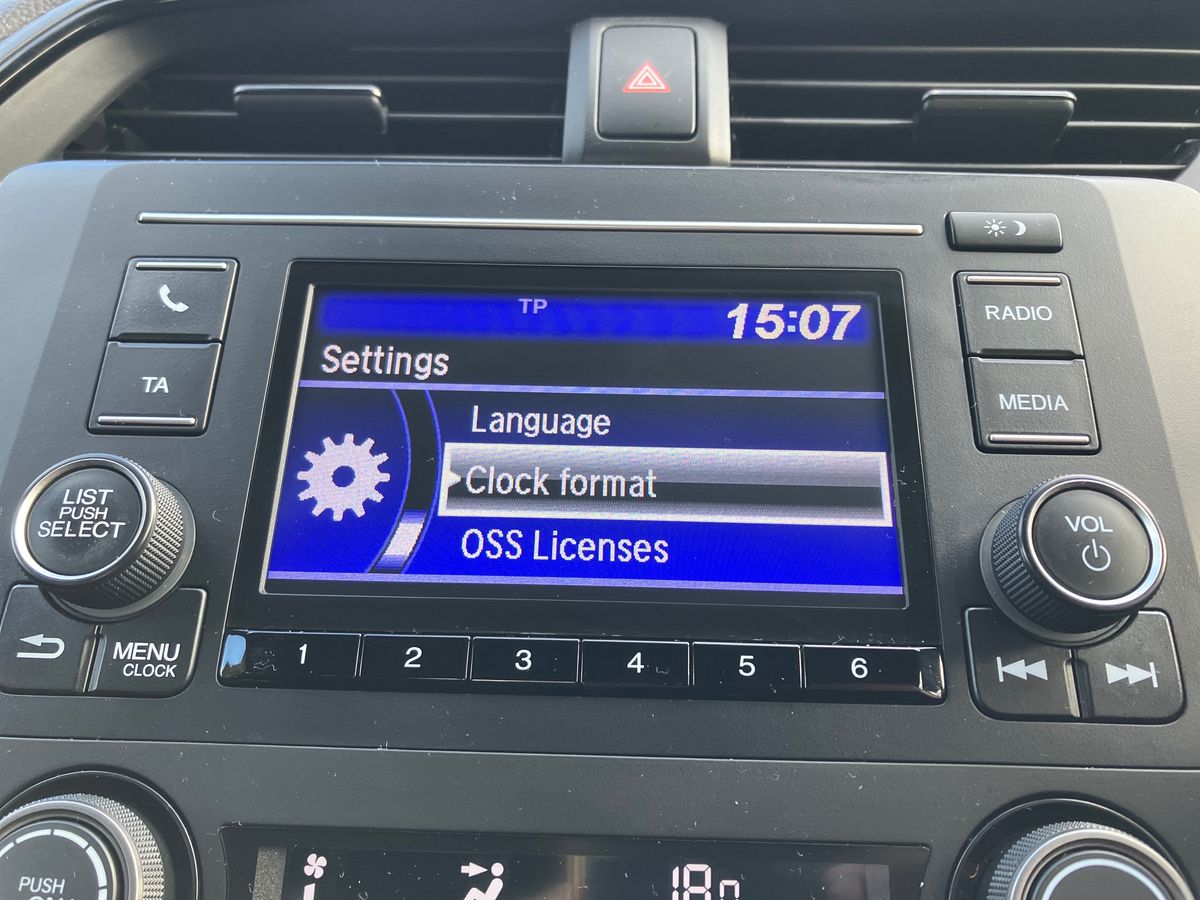 TP 15:07
Settings
Language
Clock format
OSS Licenses
TA
RADIO
MEDIA
LIST
PUSH
SELECT
VOL
MENU
CLOCK
1 2 3 4 5 6
PUSH